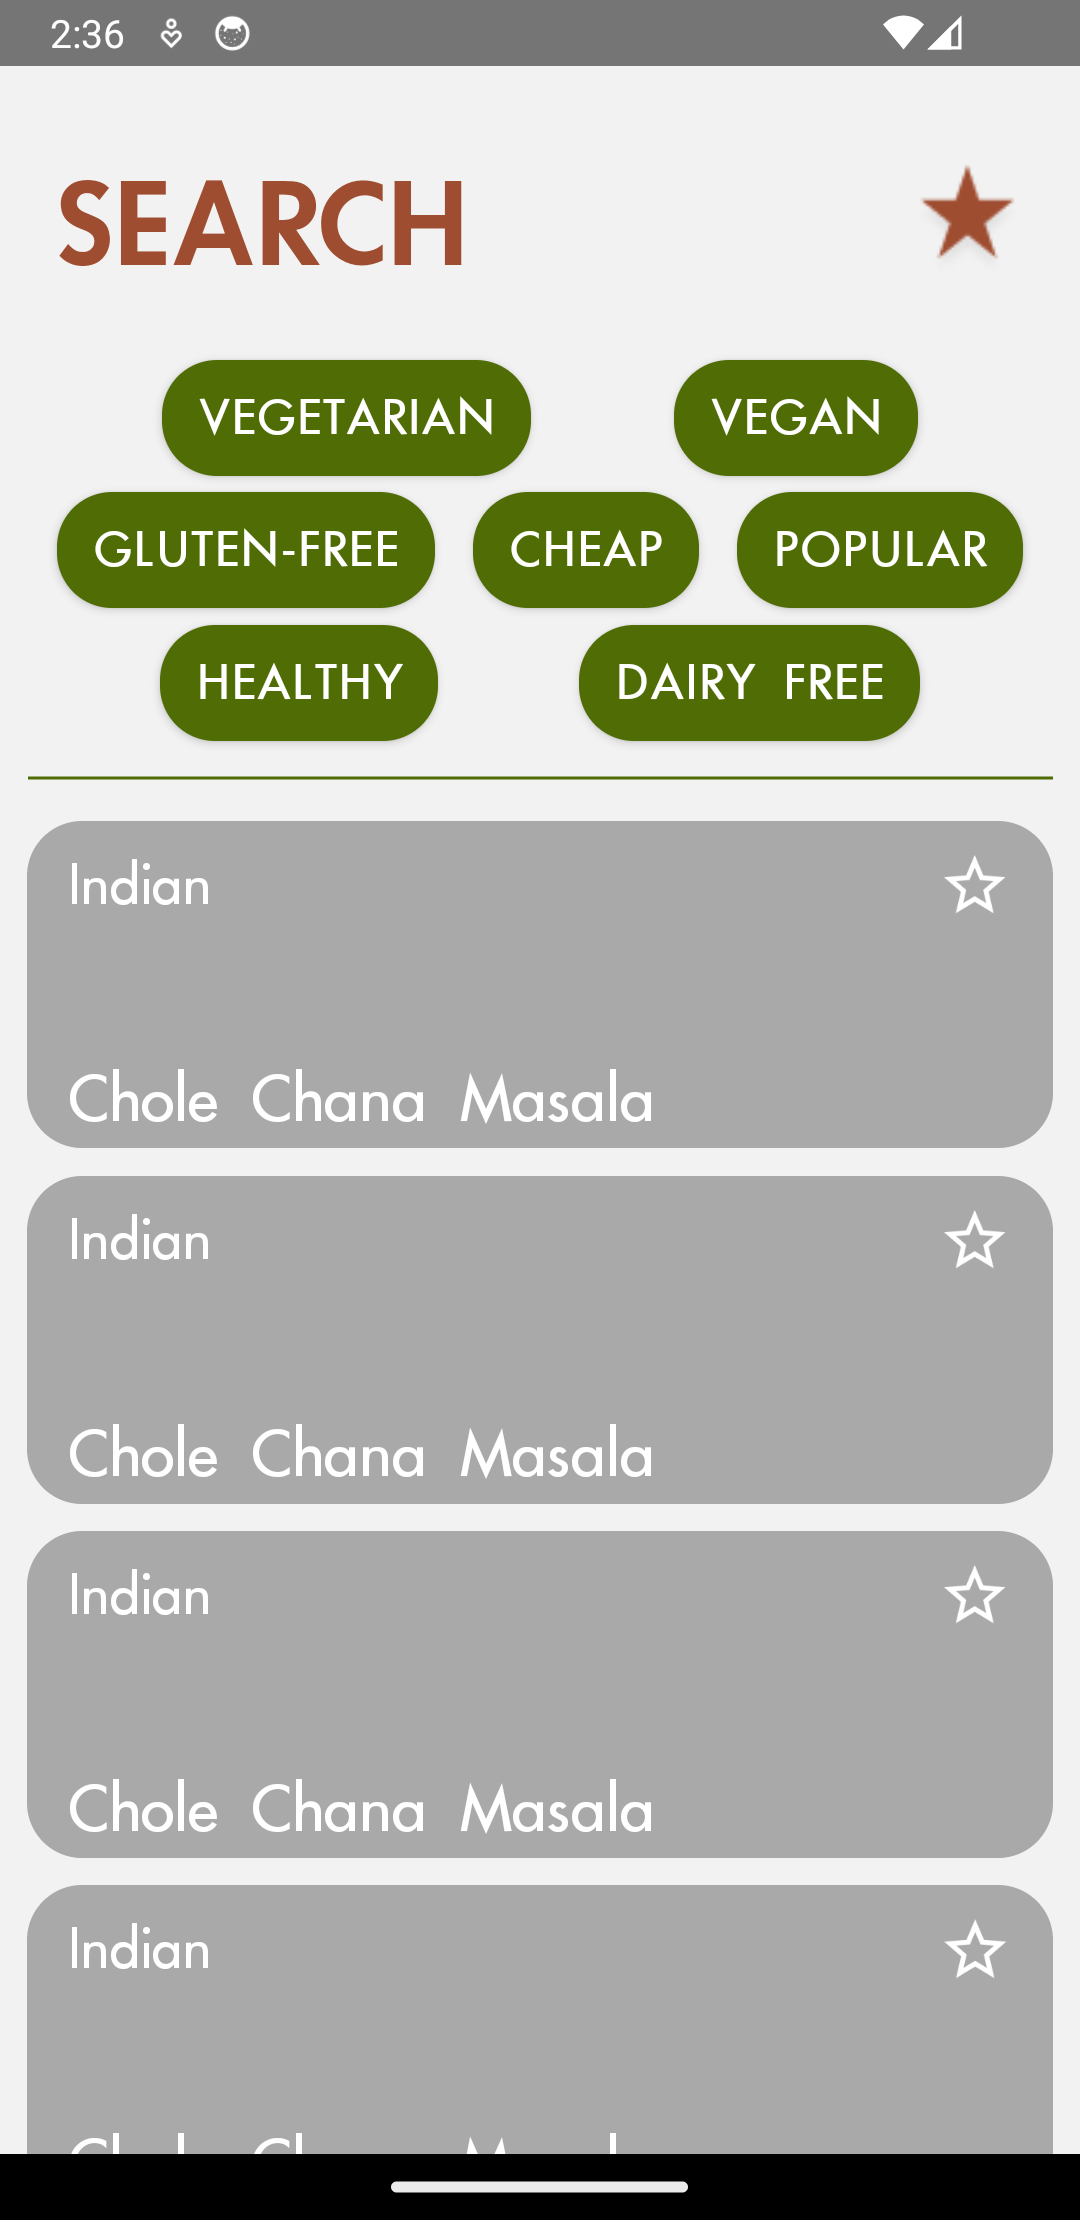 2:36
SEARCH
VEGETARIAN VEGAN
GLUTEN-FREE CHEAP POPULAR
HEALTHY DAIRY FREE
Indian
Chole Chana Masala
Indian
Chole Chana Masala
Indian
Chole Chana Masala
Indian